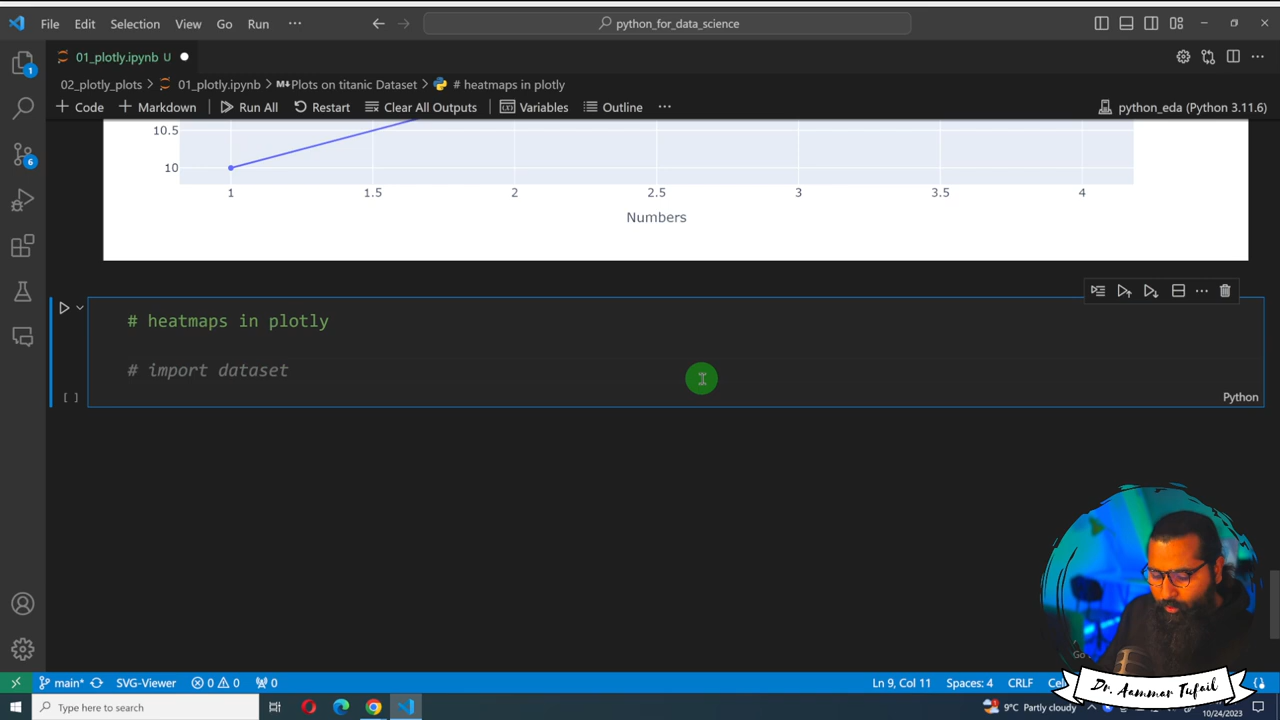 File Edit Selection View Go Run ··· python_for_data_science
01_plotly.ipynb U
02_plotly_plots > 01_plotly.ipynb > Plots on titanic Dataset > # heatmaps in plotly
Code Markdown Run All Restart Clear All Outputs Variables Outline ··· python_eda (Python 3.11.6)
10.5
10
1 1.5 2 2.5 3 3.5 4
Numbers
# heatmaps in plotly
# import dataset
[ ] Python
1
6
Dr. Aammar Tufail
main* SVG-Viewer 0 0 0 Ln 9, Col 11 Spaces: 4 CRLF
Type here to search 9°C Partly cloudy 10/24/2023